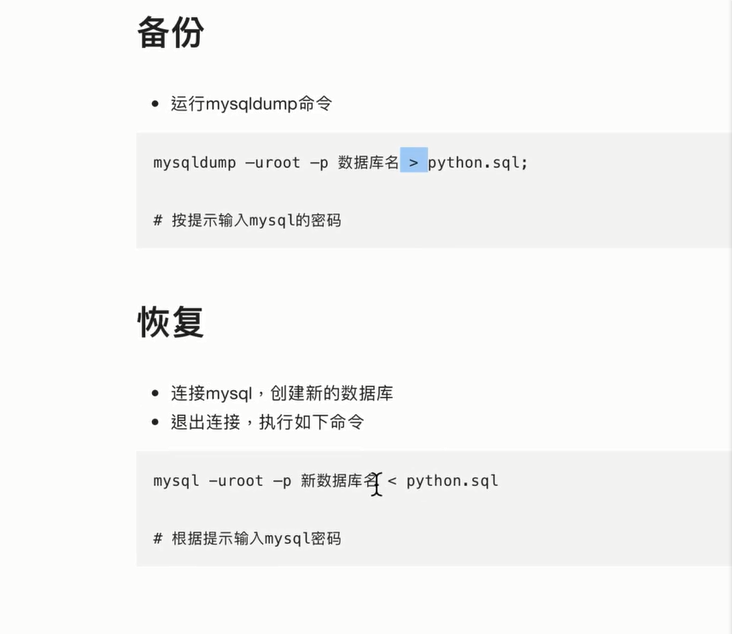 备份
• 运行mysqldump命令
mysqldump –uroot –p 数据库名 > python.sql;
# 按提示输入mysql的密码
恢复
• 连接mysql，创建新的数据库
• 退出连接，执行如下命令
mysql –uroot –p 新数据库名 < python.sql
# 根据提示输入mysql密码